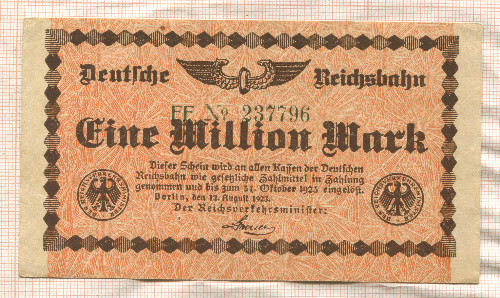 Deutsche Reichsbahn
EE № 237796
Eine Million Mark
Dieser Schein wird an allen Kassen der Deutschen
Reichsbahn wie gesetzliche Zahlmittel in Zahlung
genommen und bis zum 31. Oktober 1923 eingelöst.
Berlin, den 12. August 1923.
Der Reichsverkehrsminister.